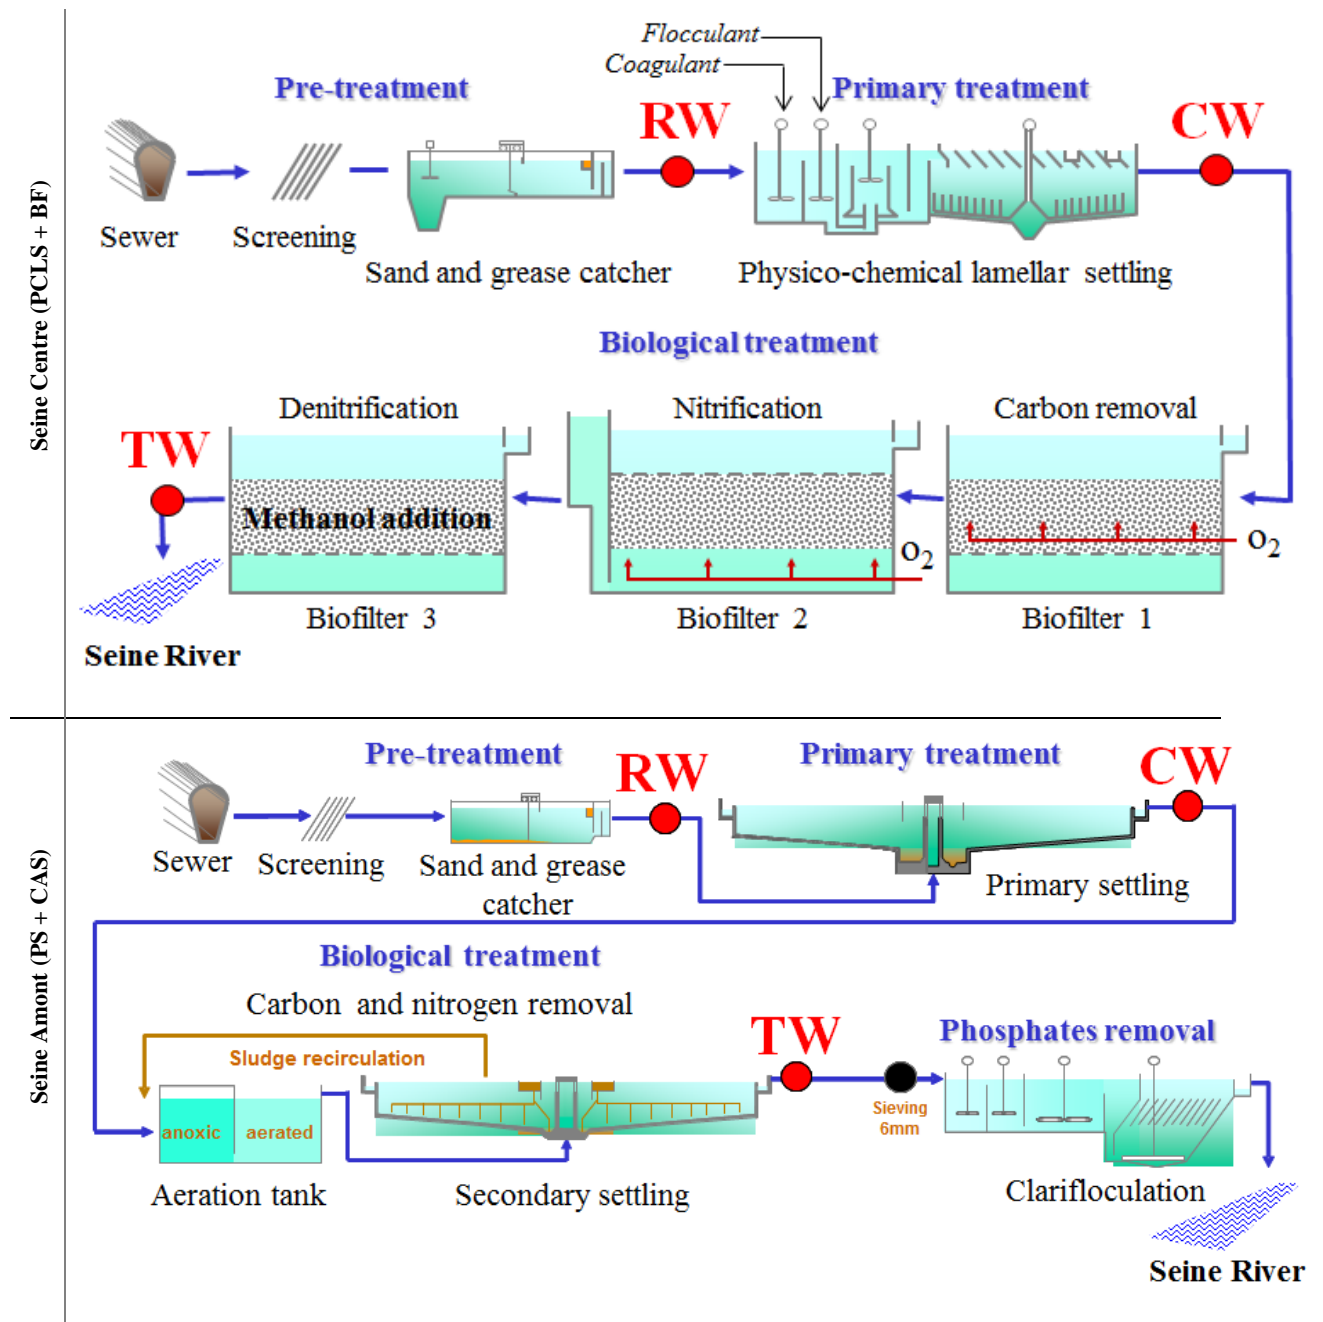 Seine Centre (PCLS + BF)
Flocculant
Coagulant
Pre-treatment
Primary treatment
RW
CW
Sewer
Screening
Sand and grease catcher
Physico-chemical lamellar settling
Biological treatment
Denitrification
Nitrification
Carbon removal
TW
Methanol addition
O2
O2
Biofilter 3
Biofilter 2
Biofilter 1
Seine River
Seine Amont (PS + CAS)
Pre-treatment
Primary treatment
RW
CW
Sewer
Screening
Sand and grease
catcher
Primary settling
Biological treatment
Carbon and nitrogen removal
TW
Phosphates removal
Sludge recirculation
Sieving
6mm
anoxic
aerated
Aeration tank
Secondary settling
Clarifloculation
Seine River